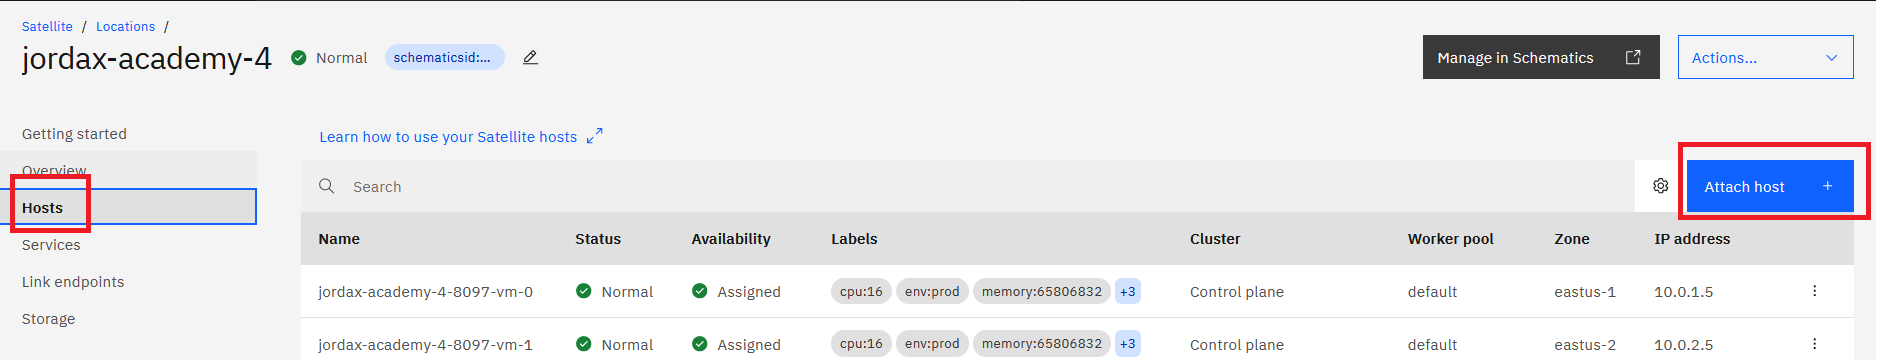 Satellite / Locations /
jordax-academy-4 Normal schematicsid:...
Manage in Schematics
Actions...
Getting started
Overview
Hosts
Services
Link endpoints
Storage
Learn how to use your Satellite hosts
Search
Attach host +
Name Status Availability Labels Cluster Worker pool Zone IP address
jordax-academy-4-8097-vm-0 Normal Assigned cpu:16 env:prod memory:65806832 +3 Control plane default eastus-1 10.0.1.5
jordax-academy-4-8097-vm-1 Normal Assigned cpu:16 env:prod memory:65806832 +3 Control plane default eastus-2 10.0.2.5